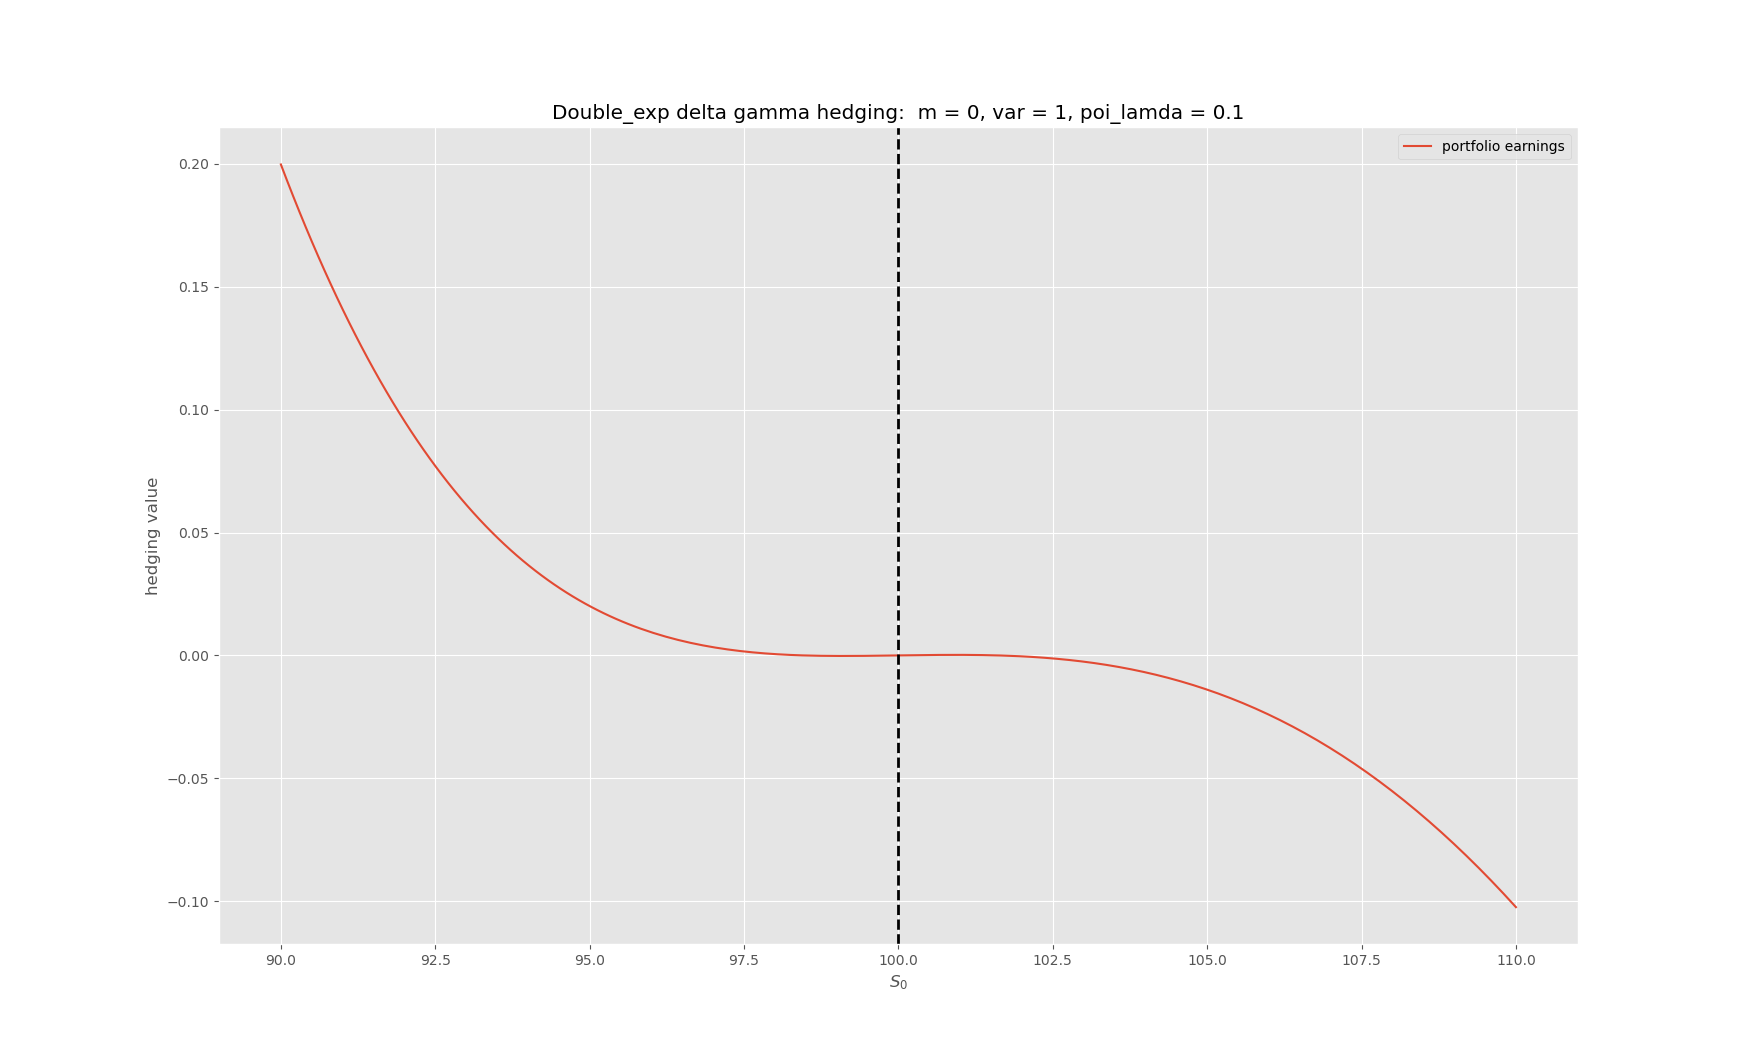 Double_exp delta gamma hedging:  m = 0, var = 1, poi_lamda = 0.1
portfolio earnings
hedging value
0.20
0.15
0.10
0.05
0.00
−0.05
−0.10
90.0 92.5 95.0 97.5 100.0 102.5 105.0 107.5 110.0
S₀